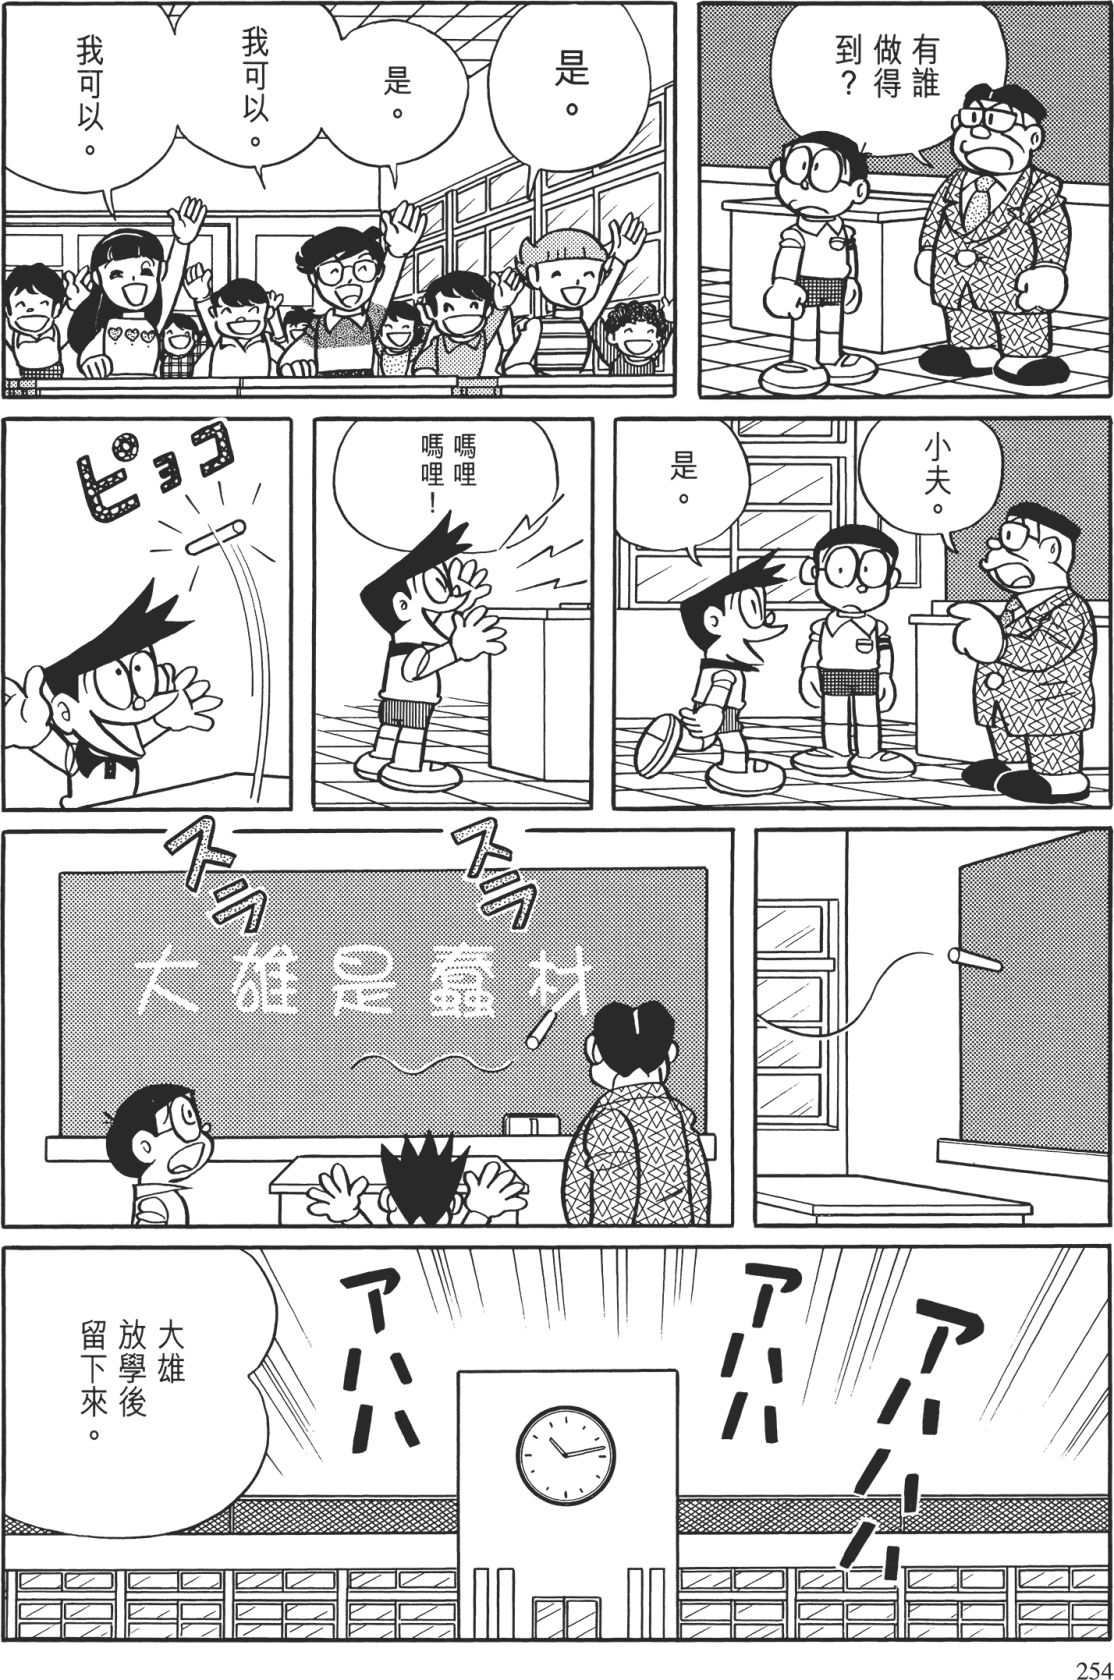 有誰
做得
到？
是。
是。
我可以。
我可以。
小夫。
是。
嗎哩
嗎哩！
ピョコ
ズラ
ズラ
大雄是蠢材
アハハ
アハハ
アハハハ
大雄
放學後
留下來。
254